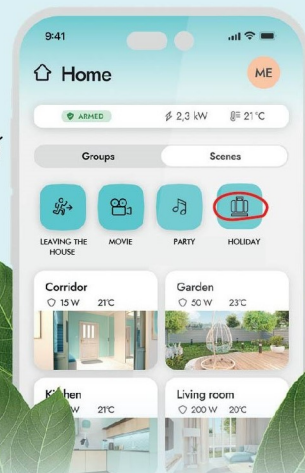 9:41
Home
ME
ARMED 2,3 kW 21°C
Groups Scenes
LEAVING THE HOUSE
MOVIE
PARTY
HOLIDAY
Corridor
15 W 21°C
Garden
50 W 23°C
W 21°C
Living room
200 W 20°C